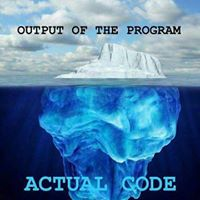 OUTPUT OF THE PROGRAM
ACTUAL CODE